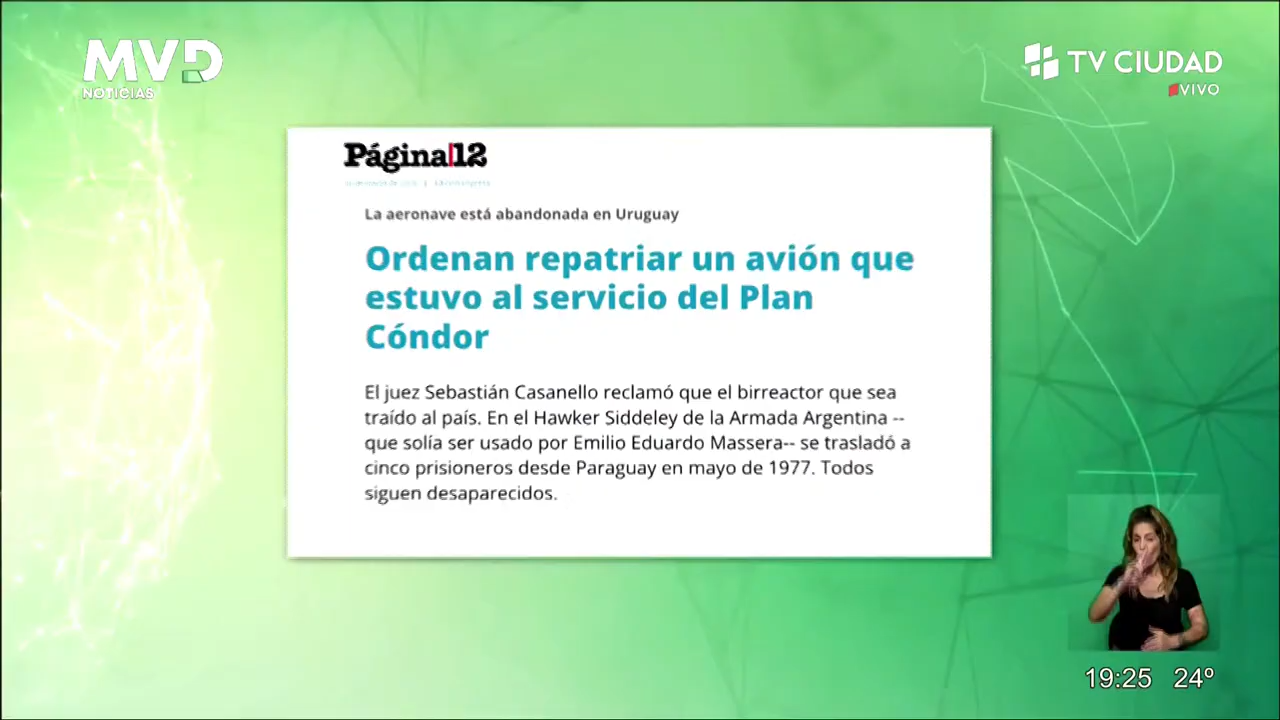 MVD
NOTICIAS
TV CIUDAD
VIVO
Página|12
La aeronave está abandonada en Uruguay
Ordenan repatriar un avión que
estuvo al servicio del Plan
Cóndor
El juez Sebastián Casanello reclamó que el birreactor que sea
traído al país. En el Hawker Siddeley de la Armada Argentina --
que solía ser usado por Emilio Eduardo Massera-- se trasladó a
cinco prisioneros desde Paraguay en mayo de 1977. Todos
siguen desaparecidos.
19:25 24º